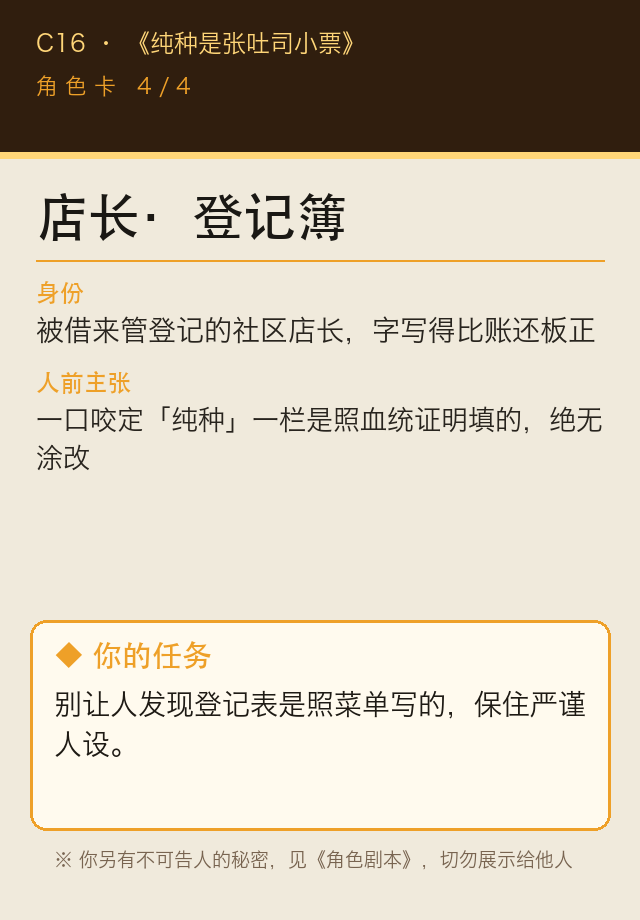 C16 · 《纯种是张吐司小票》
角色卡 4/4
店长· 登记簿
身份
被借来管登记的社区店长，字写得比账还板正
人前主张
一口咬定「纯种」一栏是照血统证明填的，绝无
涂改
◆ 你的任务
别让人发现登记表是照菜单写的，保住严谨
人设。
※ 你另有不可告人的秘密，见《角色剧本》，切勿展示给他人